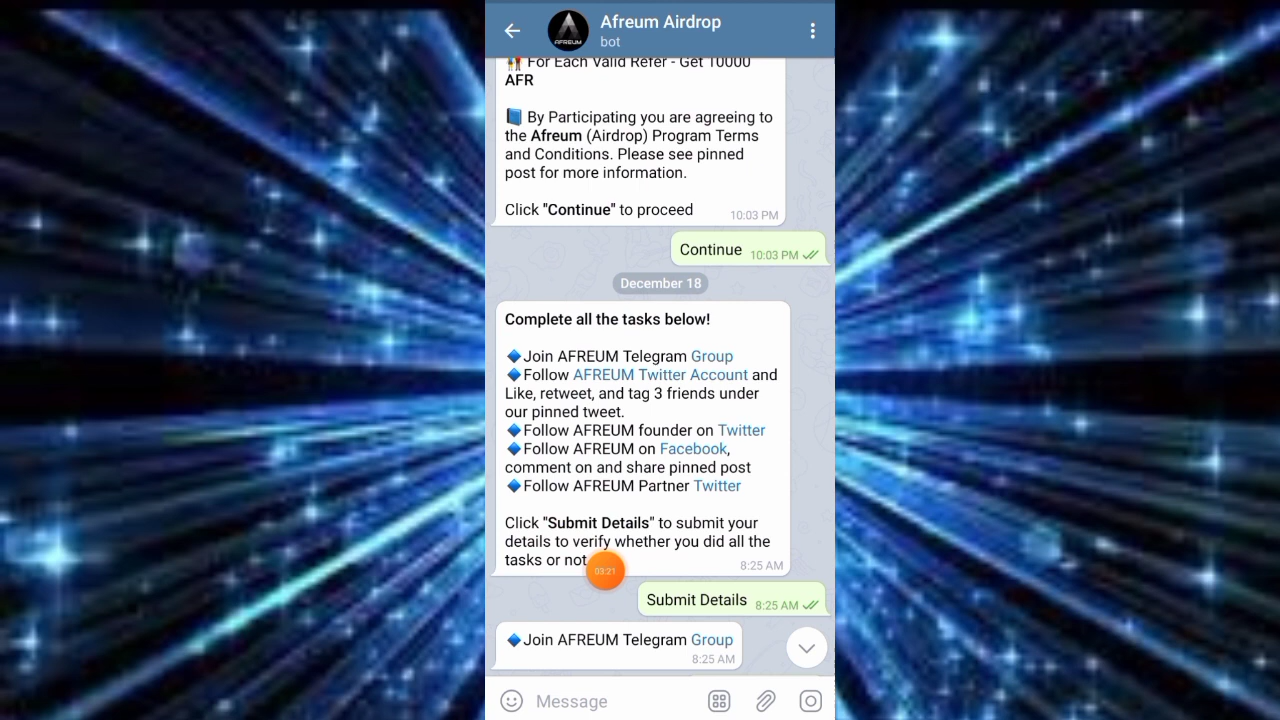 Afreum Airdrop
bot
AFREUM
For Each Valid Refer - Get 10000
AFR
By Participating you are agreeing to
the Afreum (Airdrop) Program Terms
and Conditions. Please see pinned
post for more information.
Click "Continue" to proceed
10:03 PM
Continue 10:03 PM
December 18
Complete all the tasks below!
Join AFREUM Telegram Group
Follow AFREUM Twitter Account and
Like, retweet, and tag 3 friends under
our pinned tweet.
Follow AFREUM founder on Twitter
Follow AFREUM on Facebook,
comment on and share pinned post
Follow AFREUM Partner Twitter
Click "Submit Details" to submit your
details to verify whether you did all the
tasks or not
8:25 AM
03:21
Submit Details 8:25 AM
Join AFREUM Telegram Group
8:25 AM
Message